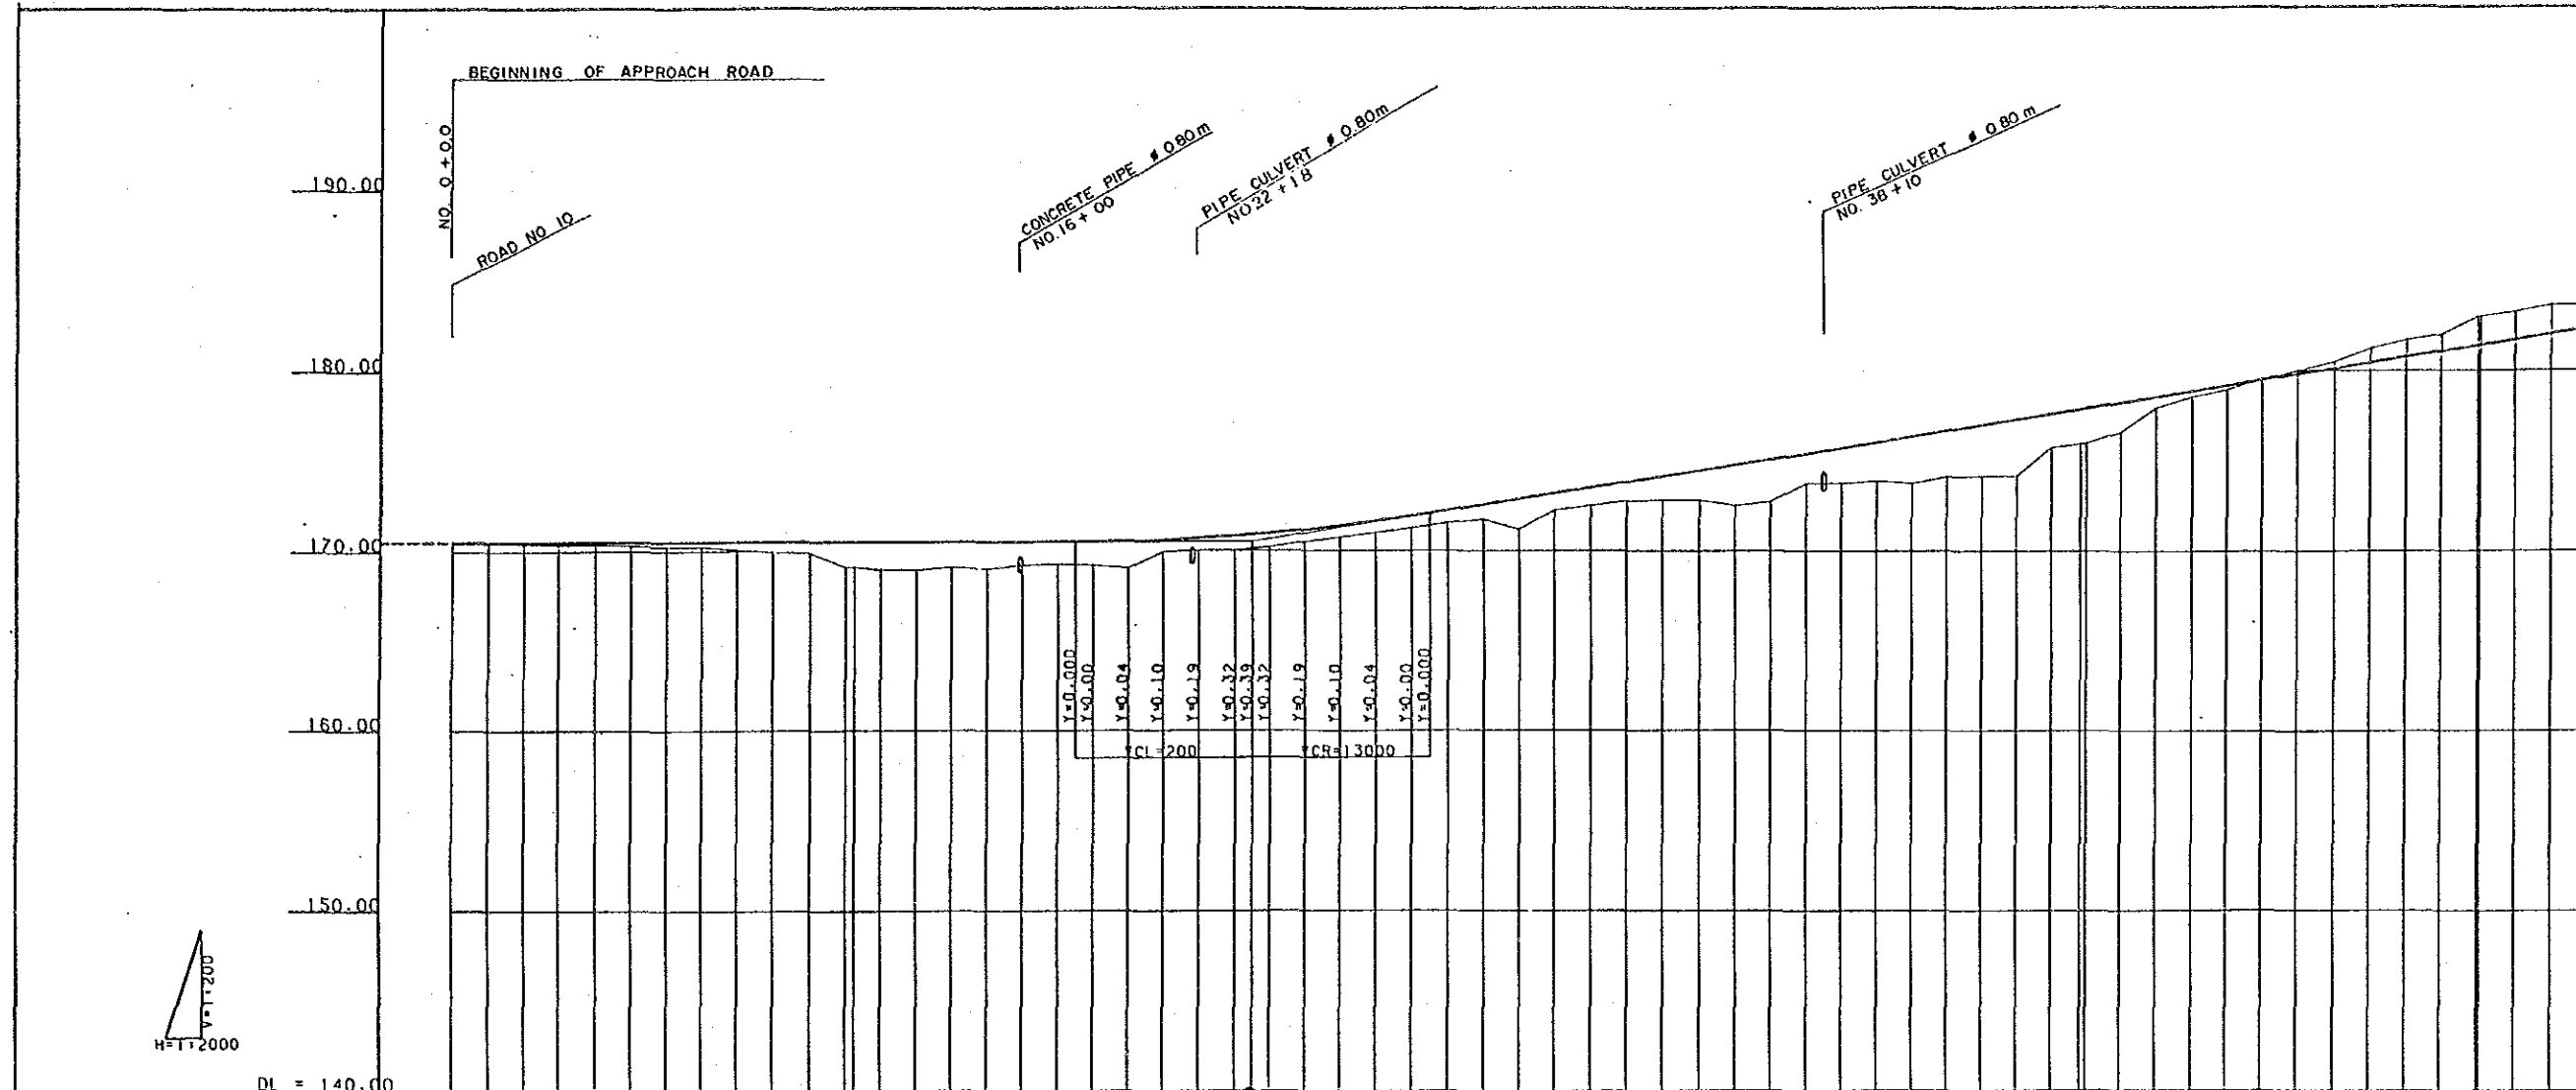 BEGINNING OF APPROACH ROAD
NO. 0 + 0.0
ROAD NO 10
CONCRETE PIPE ø 0.80m
NO.16 + 00
PIPE CULVERT ø 0.80m
NO.22 + 18
PIPE CULVERT ø 0.80 m
NO. 38 + 10
190.00
180.00
170.00
160.00
150.00
DL = 140.00
Y=0.000
Y=0.00
Y=0.04
Y=0.10
Y=0.19
Y=0.32
Y=0.39
Y=0.32
Y=0.19
Y=0.10
Y=0.04
Y=0.00
Y=0.000
VCL=200
VCR=13000
V=1:200
H=1:2000